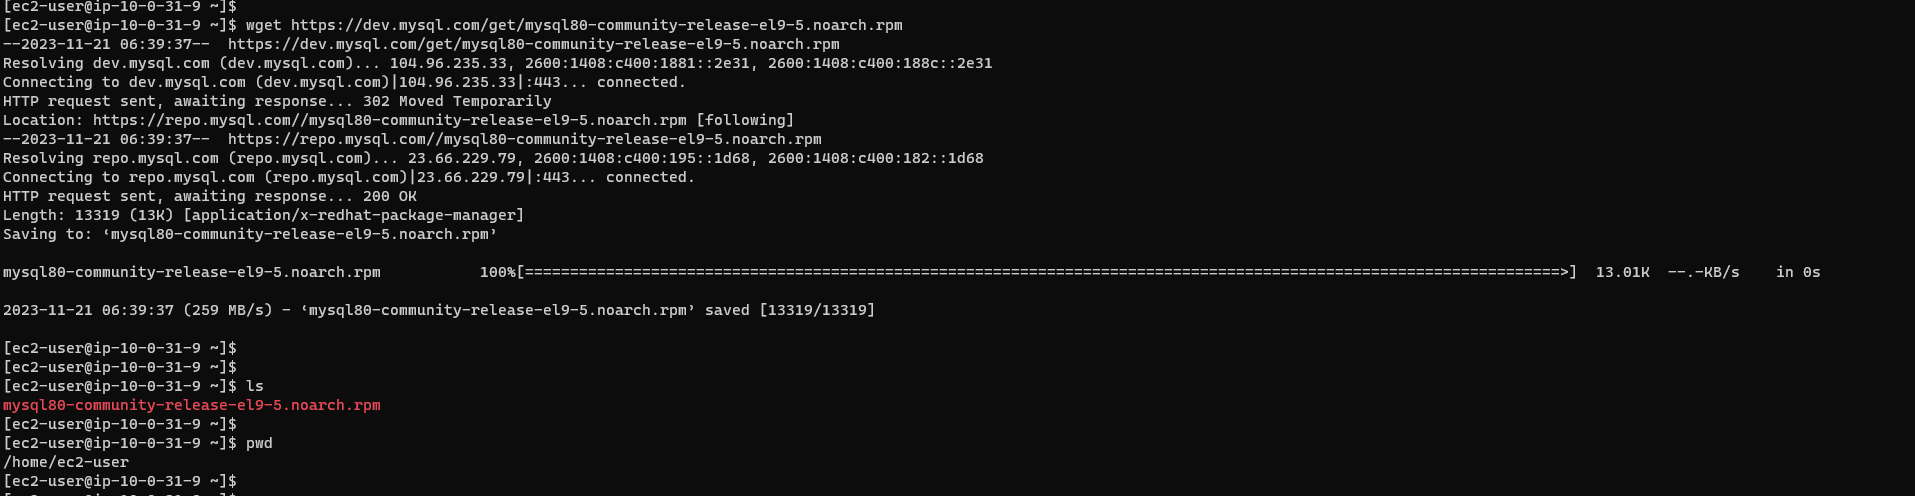 [ec2-user@ip-10-0-31-9 ~]$
[ec2-user@ip-10-0-31-9 ~]$ wget https://dev.mysql.com/get/mysql80-community-release-el9-5.noarch.rpm
--2023-11-21 06:39:37--  https://dev.mysql.com/get/mysql80-community-release-el9-5.noarch.rpm
Resolving dev.mysql.com (dev.mysql.com)... 104.96.235.33, 2600:1408:c400:1881::2e31, 2600:1408:c400:188c::2e31
Connecting to dev.mysql.com (dev.mysql.com)|104.96.235.33|:443... connected.
HTTP request sent, awaiting response... 302 Moved Temporarily
Location: https://repo.mysql.com//mysql80-community-release-el9-5.noarch.rpm [following]
--2023-11-21 06:39:37--  https://repo.mysql.com//mysql80-community-release-el9-5.noarch.rpm
Resolving repo.mysql.com (repo.mysql.com)... 23.66.229.79, 2600:1408:c400:195::1d68, 2600:1408:c400:182::1d68
Connecting to repo.mysql.com (repo.mysql.com)|23.66.229.79|:443... connected.
HTTP request sent, awaiting response... 200 OK
Length: 13319 (13K) [application/x-redhat-package-manager]
Saving to: ‘mysql80-community-release-el9-5.noarch.rpm’
mysql80-community-release-el9-5.noarch.rpm           100%[===================================================================================================================>]  13.01K  --.-KB/s    in 0s
2023-11-21 06:39:37 (259 MB/s) - ‘mysql80-community-release-el9-5.noarch.rpm’ saved [13319/13319]
[ec2-user@ip-10-0-31-9 ~]$
[ec2-user@ip-10-0-31-9 ~]$
[ec2-user@ip-10-0-31-9 ~]$ ls
mysql80-community-release-el9-5.noarch.rpm
[ec2-user@ip-10-0-31-9 ~]$
[ec2-user@ip-10-0-31-9 ~]$ pwd
/home/ec2-user
[ec2-user@ip-10-0-31-9 ~]$